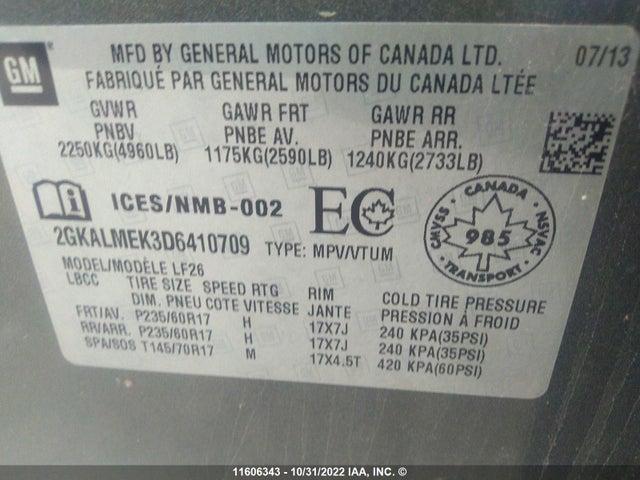 GM
MFD BY GENERAL MOTORS OF CANADA LTD. 07/13
FABRIQUÉ PAR GENERAL MOTORS DU CANADA LTÉE
GVWR GAWR FRT GAWR RR
PNBV PNBE AV. PNBE ARR.
2250KG(4960LB) 1175KG(2590LB) 1240KG(2733LB)
ICES/NMB-002 EC
CANADA
CMVSS 985 NSVAC
TRANSPORT
2GKALMEK3D6410709 TYPE: MPV/VTUM
MODEL/MODÈLE LF26
LBCC TIRE SIZE SPEED RTG RIM COLD TIRE PRESSURE
DIM. PNEU COTE VITESSE JANTE PRESSION À FROID
FRT/AV. P235/60R17 H 17X7J 240 KPA(35PSI)
RR/ARR. P235/60R17 H 17X7J 240 KPA(35PSI)
SPA/SOS T145/70R17 M 17X4.5T 420 KPA(60PSI)
11606343 - 10/31/2022 IAA, INC. ©